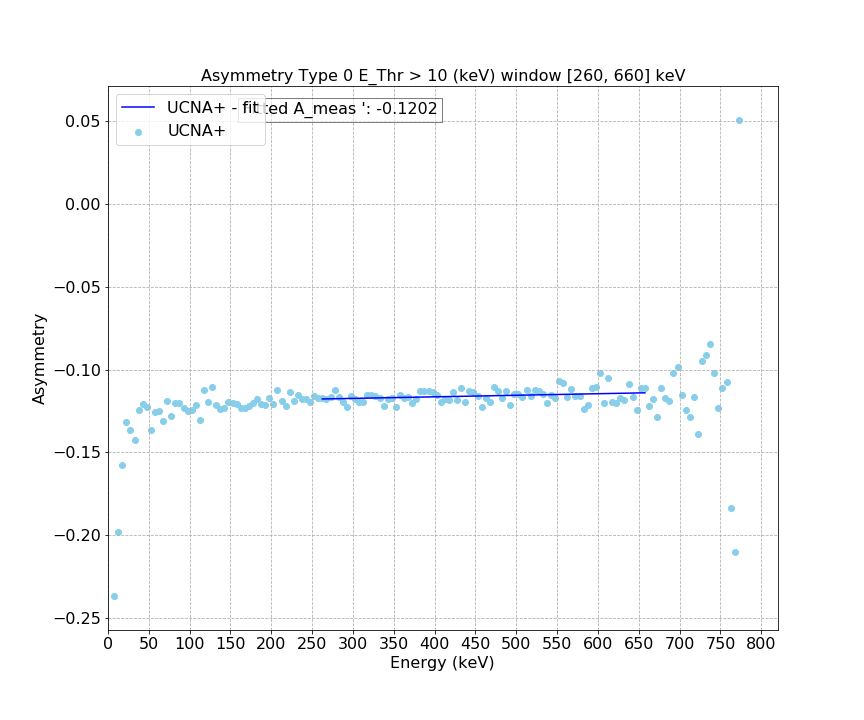 Asymmetry Type 0 E_Thr > 10 (keV) window [260, 660] keV
UCNA+ - fitted A_meas ': -0.1202
UCNA+
0.05
0.00
−0.05
−0.10
−0.15
−0.20
−0.25
Asymmetry
0 50 100 150 200 250 300 350 400 450 500 550 600 650 700 750 800
Energy (keV)